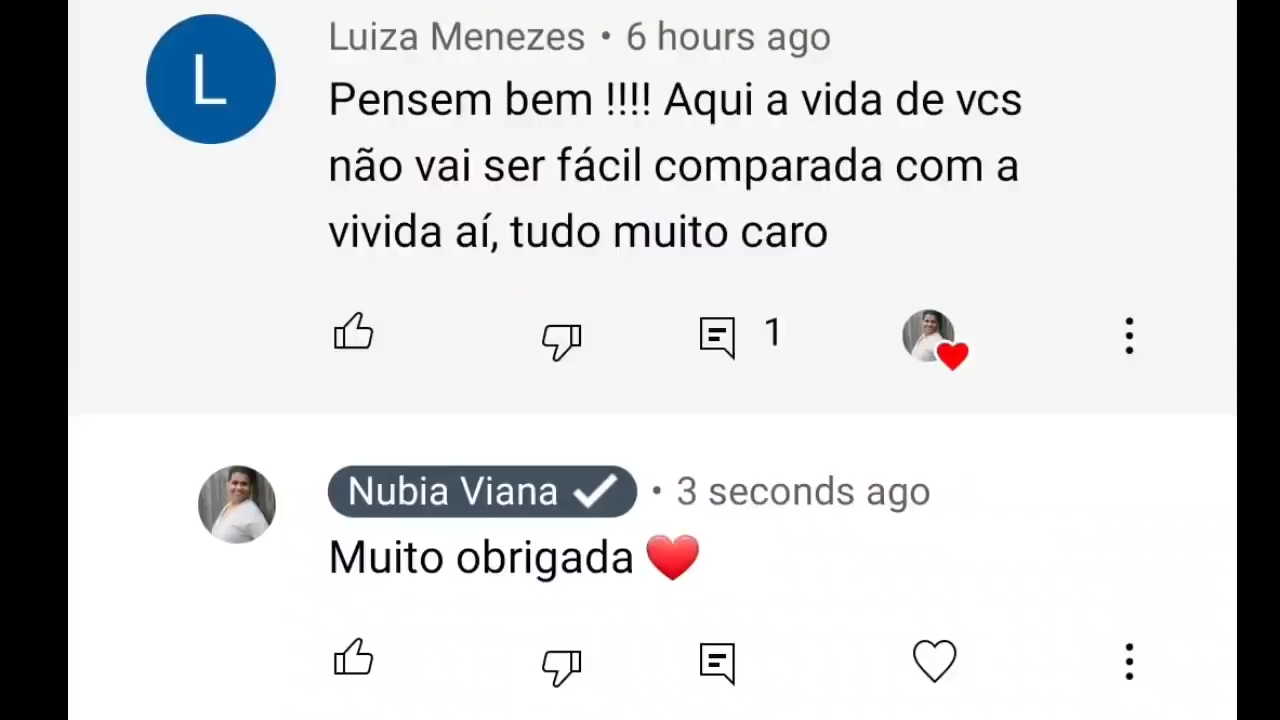 L
Luiza Menezes • 6 hours ago
Pensem bem !!!! Aqui a vida de vcs
não vai ser fácil comparada com a
vivida aí, tudo muito caro
1
Nubia Viana • 3 seconds ago
Muito obrigada ❤️